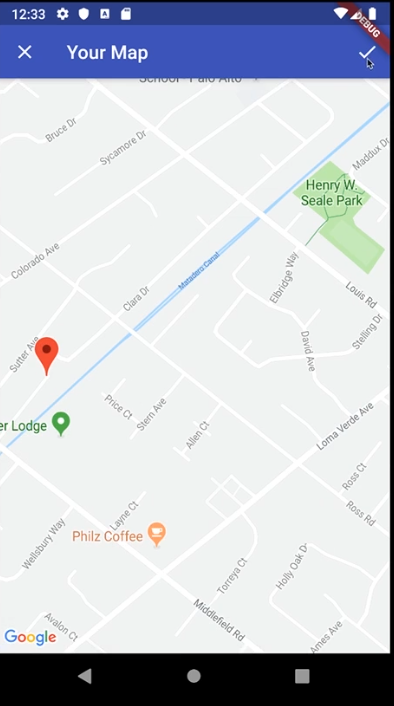 12:33
DEBUG
Your Map
School - Palo Alto
Bruce Dr
Sycamore Dr
Maddux Dr
Henry W.
Seale Park
Colorado Ave
Matadero Canal
Clara Dr
Elbridge Way
Louis Rd
Stelling Dr
David Ave
Sutter Ave
Price Ct
Stern Ave
Allen Ct
Loma Verde Ave
er Lodge
Ross Ct
Ross Rd
Layne Ct
Philz Coffee
Wellsbury Way
Torreya Ct
Holly Oak Dr
Middlefield Rd
Avalon Ct
Ames Ave
Google